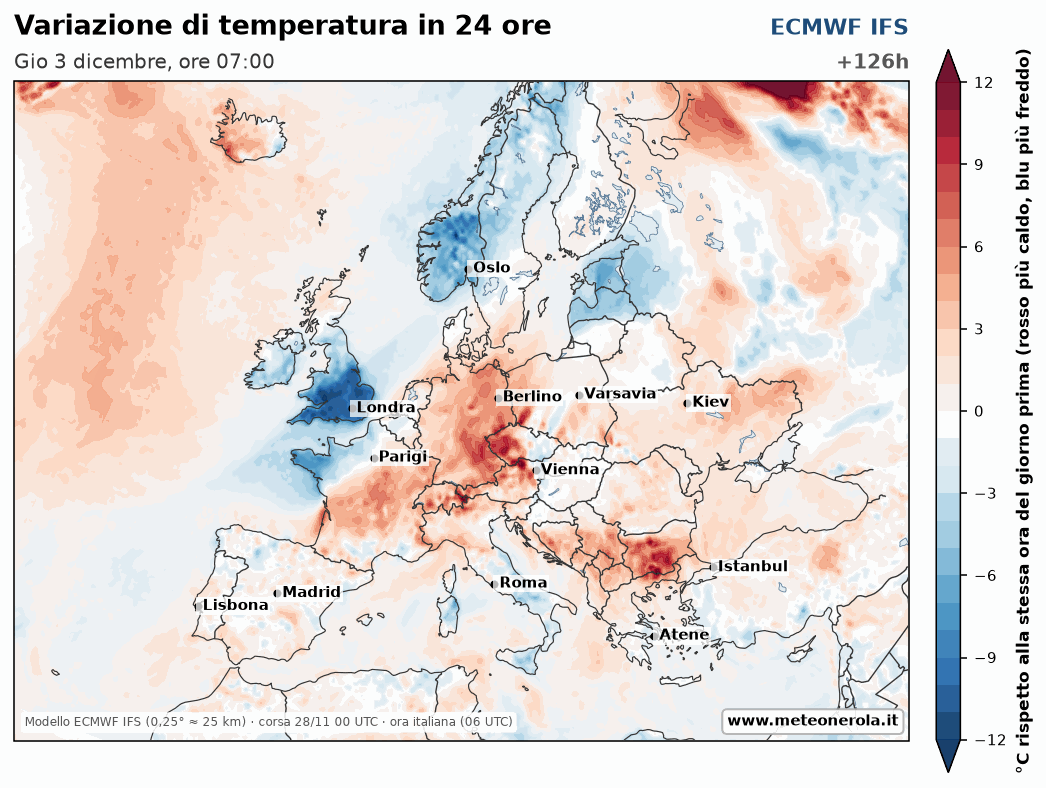 Variazione di temperatura in 24 ore
ECMWF IFS
Gio 3 dicembre, ore 07:00
+126h
Oslo
Londra
Berlino
Varsavia
Kiev
Parigi
Vienna
Roma
Istanbul
Madrid
Lisbona
Atene
Modello ECMWF IFS (0,25° ≈ 25 km) · corsa 28/11 00 UTC · ora italiana (06 UTC)
www.meteonerola.it
12
9
6
3
0
−3
−6
−9
−12
°C rispetto alla stessa ora del giorno prima (rosso più caldo, blu più freddo)